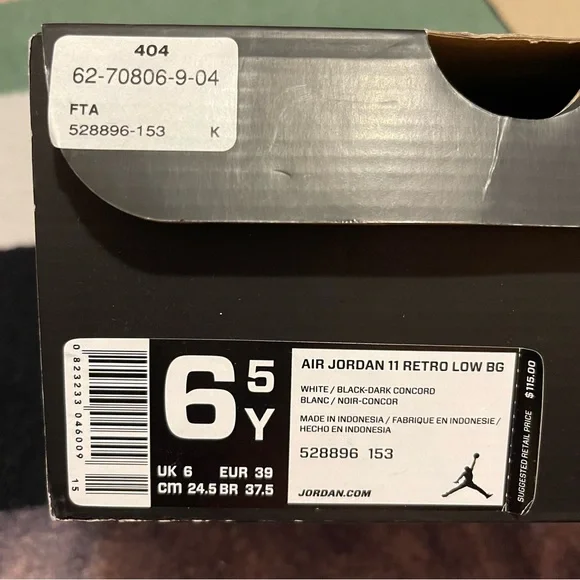 404
62-70806-9-04
FTA
528896-153 K
0 823233 046009
15
6 5 Y
UK 6 EUR 39
CM 24.5 BR 37.5
AIR JORDAN 11 RETRO LOW BG
WHITE / BLACK-DARK CONCORD
BLANC / NOIR-CONCOR
MADE IN INDONESIA / FABRIQUE EN INDONESIE /
HECHO EN INDONESIA
528896 153
JORDAN.COM
SUGGESTED RETAIL PRICE $115.00